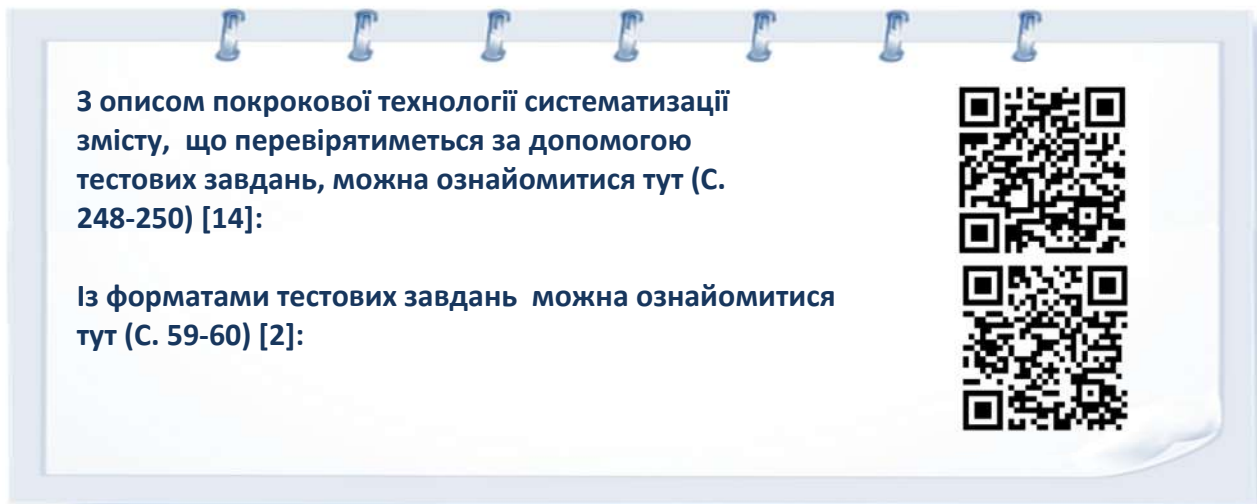 З описом покрокової технології систематизації
змісту, що перевірятиметься за допомогою
тестових завдань, можна ознайомитися тут (С.
248-250) [14]:
Із форматами тестових завдань можна ознайомитися
тут (С. 59-60) [2]: